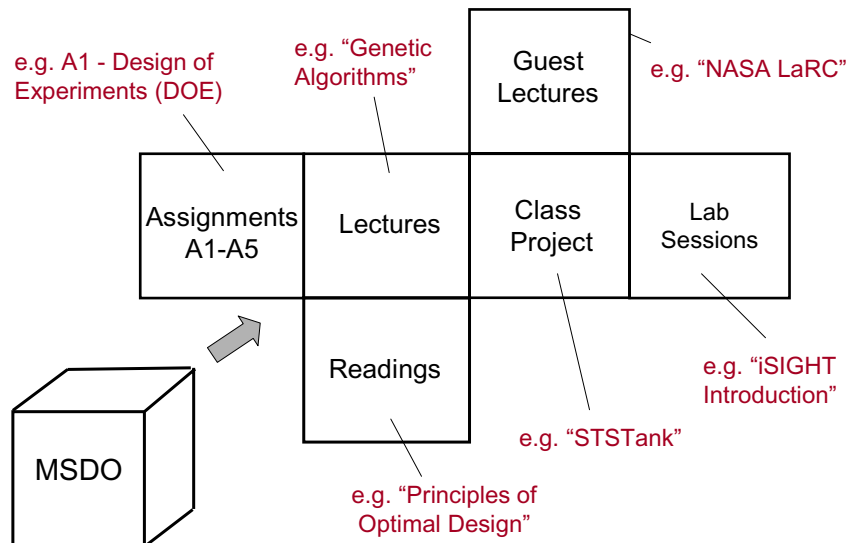 e.g. A1 - Design of
Experiments (DOE)
e.g. “Genetic
Algorithms”
Guest
Lectures
e.g. “NASA LaRC”
Assignments
A1-A5
Lectures
Class
Project
Lab
Sessions
Readings
e.g. “iSIGHT
Introduction”
e.g. “STSTank”
MSDO
e.g. “Principles of
Optimal Design”